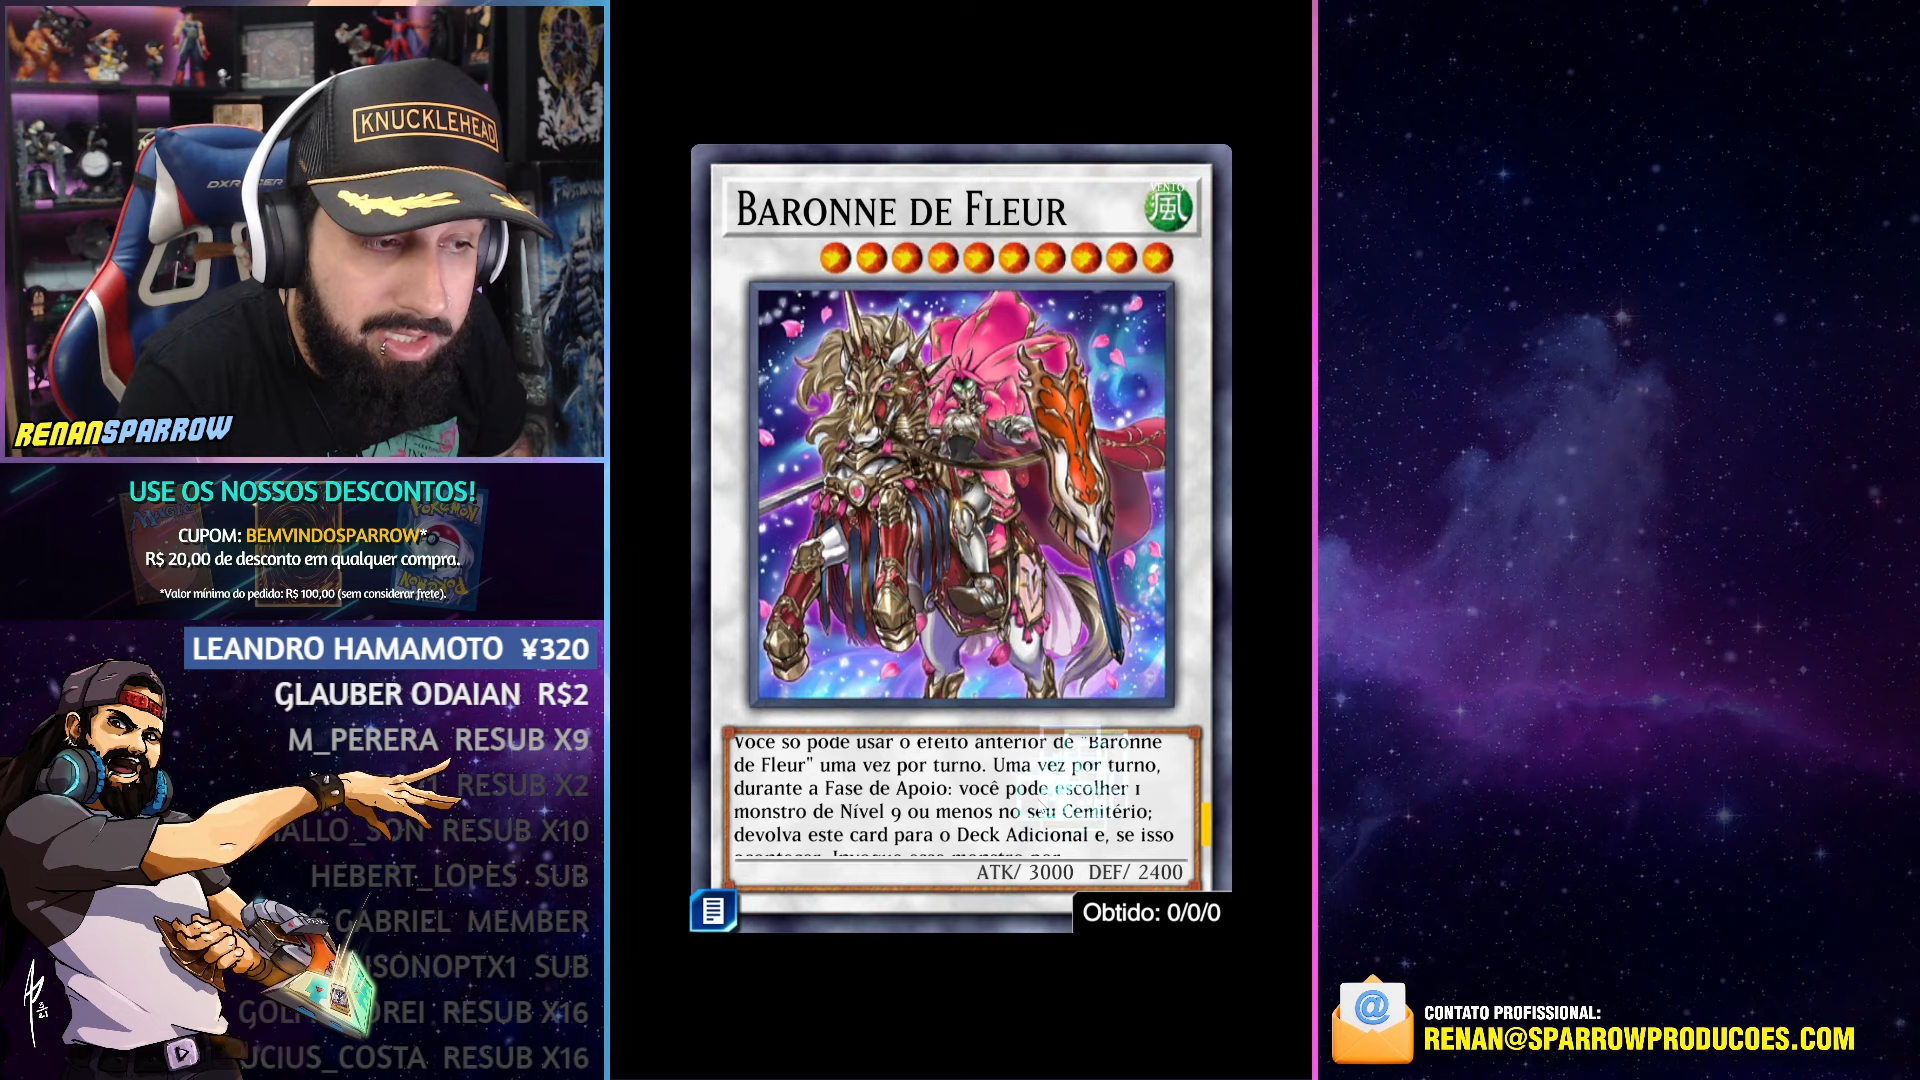 KNUCKLEHEAD
DXRACER
RENANSPARROW
USE OS NOSSOS DESCONTOS!
CUPOM: BEMVINDOSPARROW*
R$ 20,00 de desconto em qualquer compra.
*Valor mínimo do pedido: R$ 100,00 (sem considerar frete).
LEANDRO HAMAMOTO ¥320
GLAUBER ODAIAN R$2
M_PERERA RESUB X9
RESUB X2
RESUB X10
HEBERT_LOPES SUB
GABRIEL MEMBER
SUB
RESUB X16
RESUB X16
BARONNE DE FLEUR
VENTO
風
Você só pode usar o efeito anterior de "Baronne
de Fleur" uma vez por turno. Uma vez por turno,
durante a Fase de Apoio: você pode escolher 1
monstro de Nível 9 ou menos no seu Cemitério;
devolva este card para o Deck Adicional e, se isso
ATK/ 3000 DEF/ 2400
Obtido: 0/0/0
CONTATO PROFISSIONAL:
RENAN@SPARROWPRODUCOES.COM